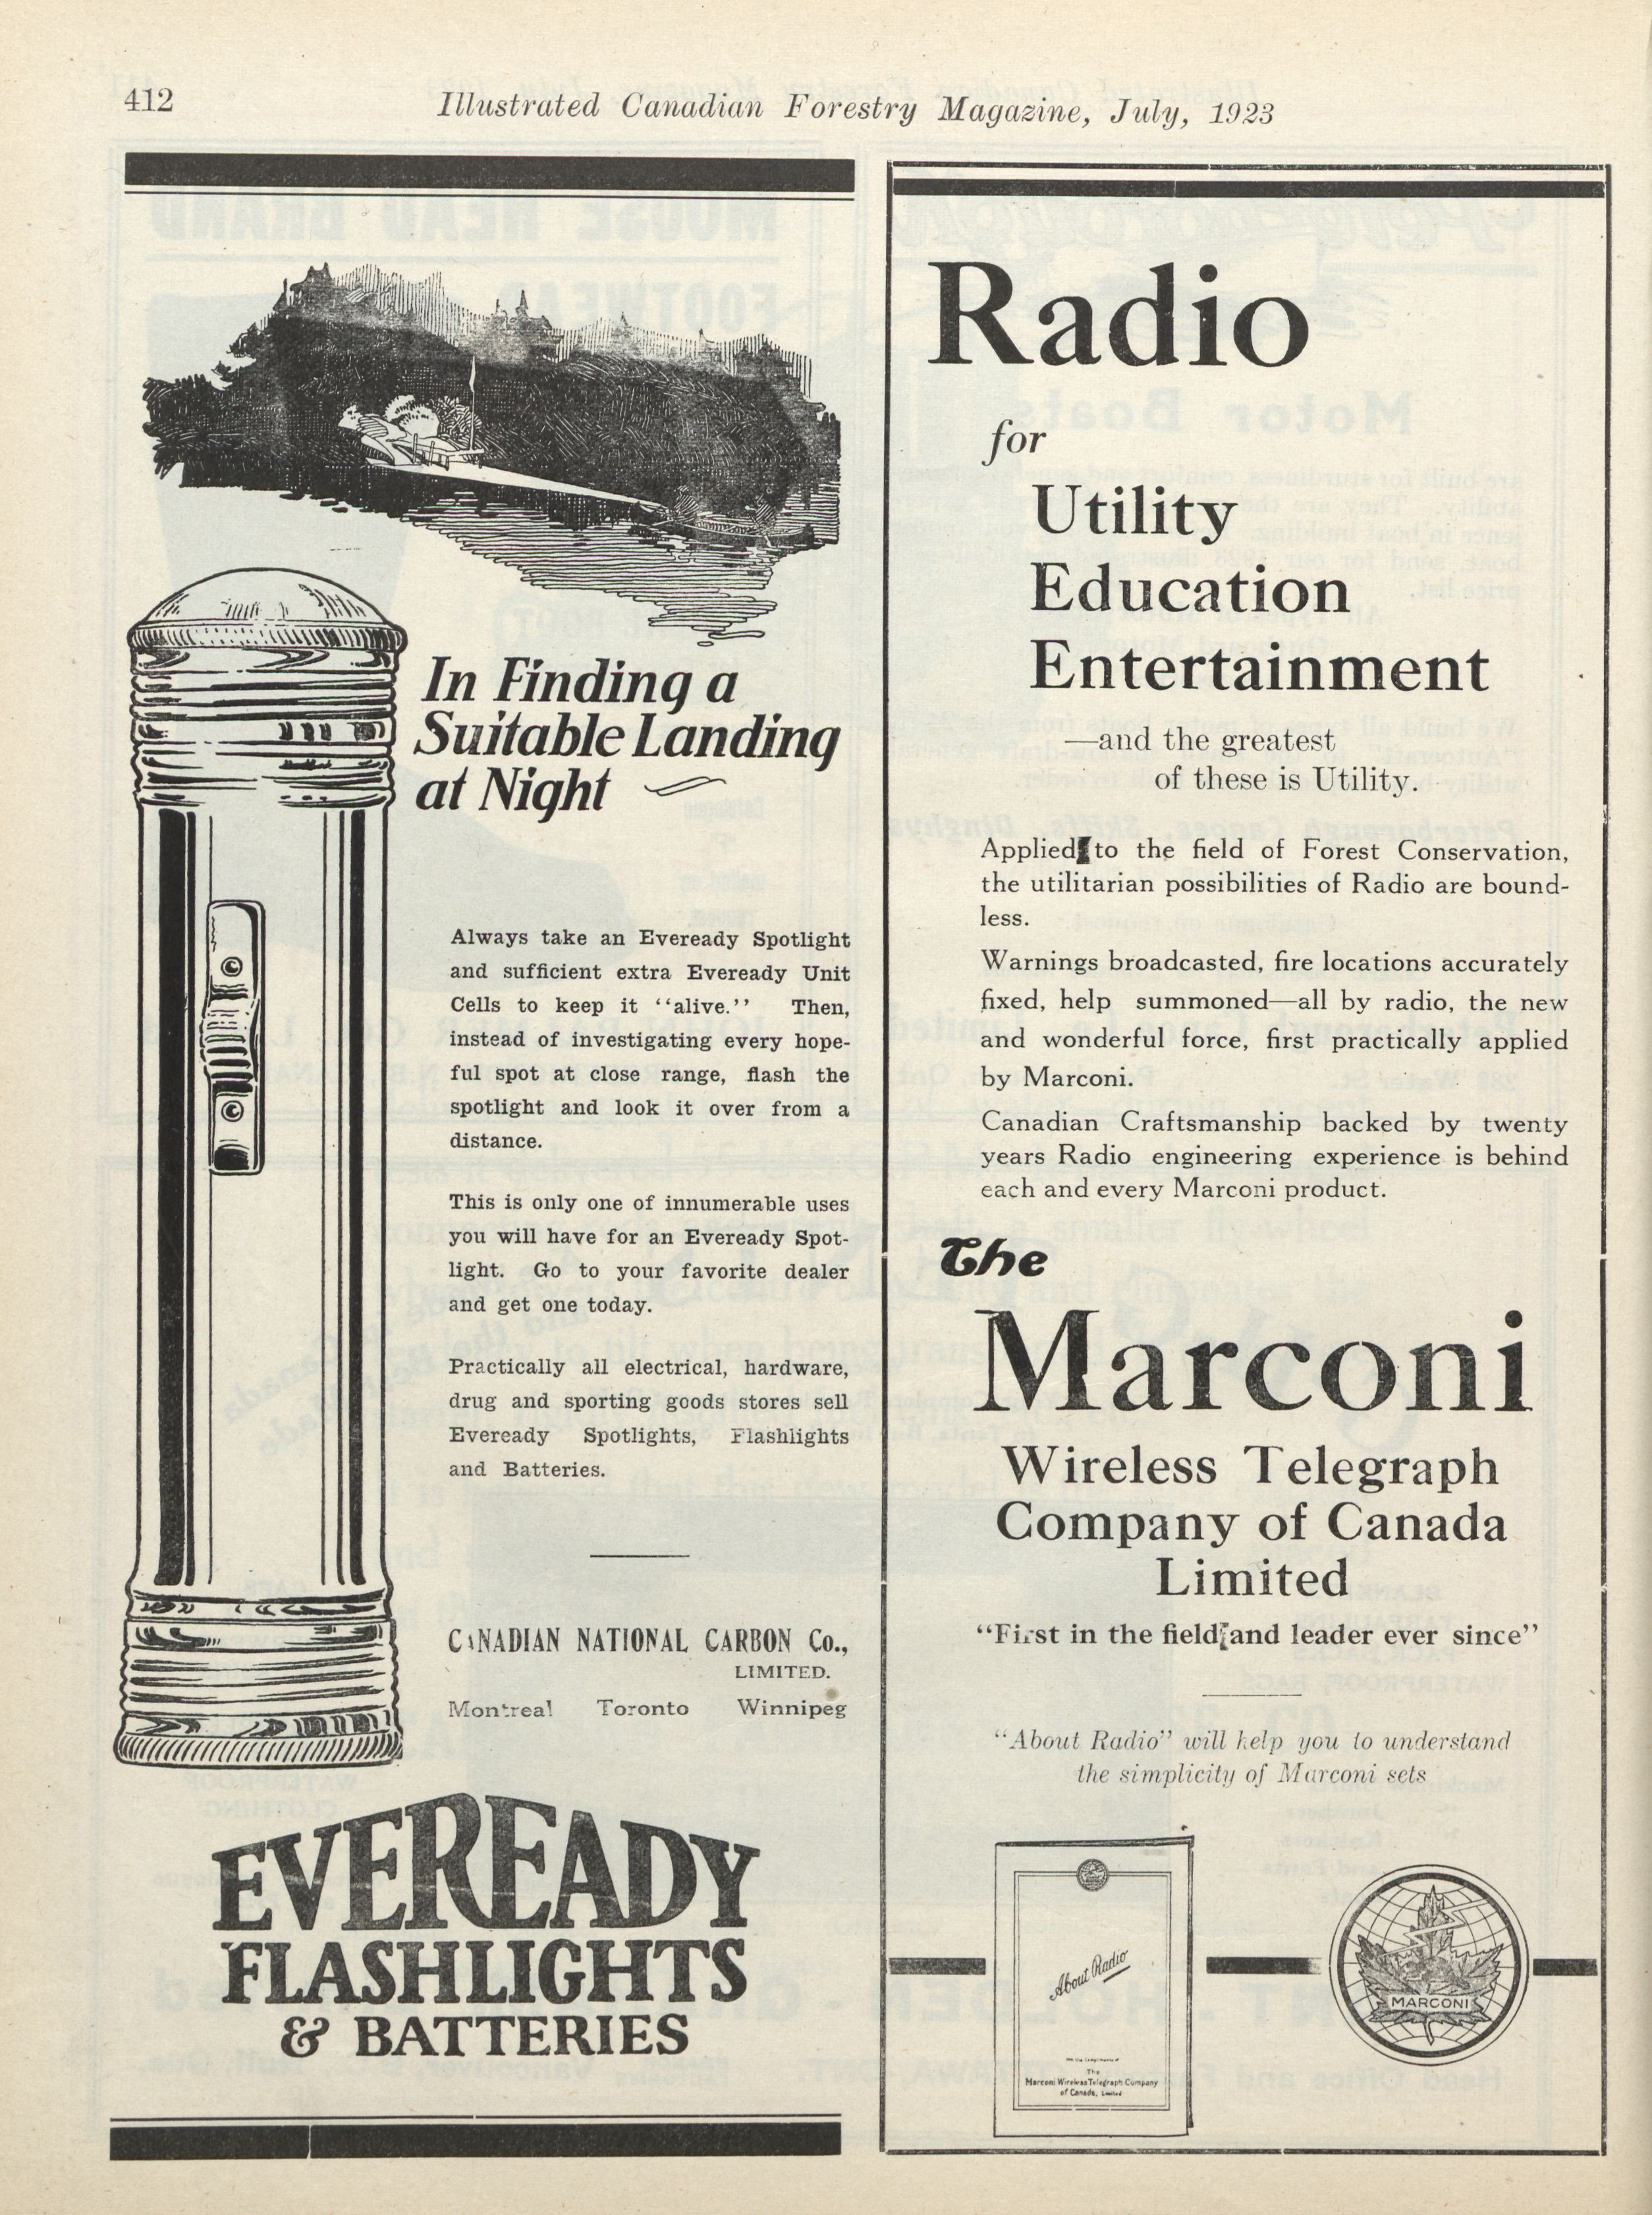 412
Illustrated Canadian Forestry Magazine, July, 1923
In Finding a
Suitable Landing
at Night
Always take an Eveready Spotlight
and sufficient extra Eveready Unit
Cells to keep it “alive.” Then,
instead of investigating every hope-
ful spot at close range, flash the
spotlight and look it over from a
distance.
This is only one of innumerable uses
you will have for an Eveready Spot-
light. Go to your favorite dealer
and get one today.
Practically all electrical, hardware,
drug and sporting goods stores sell
Eveready Spotlights, Flashlights
and Batteries.
CANADIAN NATIONAL CARBON Co.,
LIMITED.
Montreal Toronto Winnipeg
EVEREADY
FLASHLIGHTS
& BATTERIES
Radio
for
Utility
Education
Entertainment
—and the greatest
of these is Utility.
Applied to the field of Forest Conservation,
the utilitarian possibilities of Radio are bound-
less.
Warnings broadcasted, fire locations accurately
fixed, help summoned—all by radio, the new
and wonderful force, first practically applied
by Marconi.
Canadian Craftsmanship backed by twenty
years Radio engineering experience is behind
each and every Marconi product.
The
Marconi
Wireless Telegraph
Company of Canada
Limited
“First in the field and leader ever since”
“About Radio” will help you to understand
the simplicity of Marconi sets
About Radio
The
Marconi Wireless Telegraph Company
of Canada, Limited
MARCONI